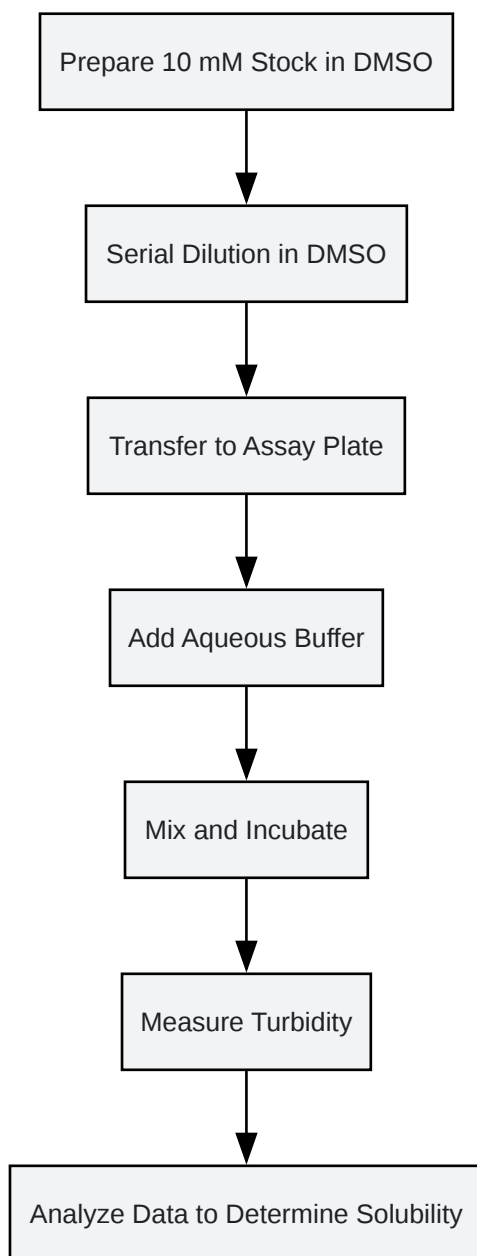 Prepare 10 mM Stock in DMSO
Serial Dilution in DMSO
Transfer to Assay Plate
Add Aqueous Buffer
Mix and Incubate
Measure Turbidity
Analyze Data to Determine Solubility